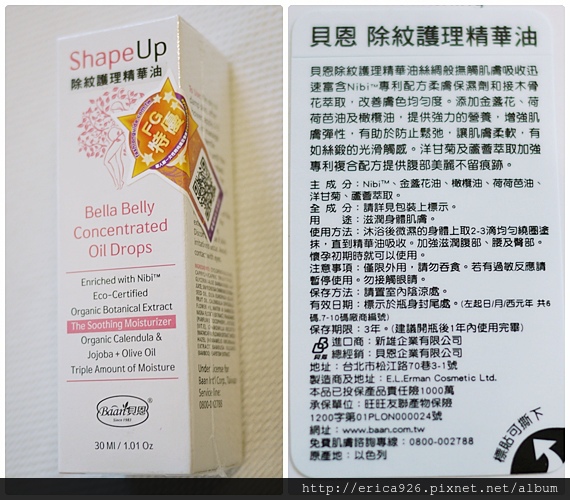 ShapeUp
除紋護理精華油
FG
特優
Bella Belly
Concentrated
Oil Drops
Enriched with Nibi™
Eco-Certified
Organic Botanical Extract
The Soothing Moisturizer
Organic Calendula &
Jojoba + Olive Oil
Triple Amount of Moisture
Baan貝恩®
30 Ml / 1.01 Oz
0800-002788
貝恩 除紋護理精華油
貝恩除紋護理精華油絲綢般撫觸肌膚吸收迅
速富含Nibi™專利配方柔膚保濕劑和接木骨
花萃取，改善膚色均勻度。添加金盞花、荷
荷芭油及橄欖油，提供強力的營養，增強肌
膚彈性，有助於防止鬆弛，讓肌膚柔軟，有
如絲緞的光滑觸感。洋甘菊及蘆薈萃取加強
專利複合配方提供腹部美麗不留痕跡。
主 成 分：Nibi™、金盞花油、橄欖油、荷荷芭油、
洋甘菊、蘆薈萃取。
全 成 分：請詳見包裝上標示。
用 途：滋潤身體肌膚。
使用方法：沐浴後微濕的身體上取2-3滴均勻繞圈塗
抹，直到精華油吸收。加強滋潤腰部、腹及臀部。
懷孕初期時就可以使用。
注意事項：僅限外用，請勿吞食。若有過敏反應請
暫停使用。勿接觸眼睛。
保存方法：請置室內陰涼處。
有效日期：標示於瓶身封尾處。(左起日/月/西元年 共6
碼,7-10碼廠商編號)
保存期限：3年。(建議開瓶後1年內使用完畢)
貝恩 進口商：新雄企業有限公司
總經銷：貝恩企業有限公司
地址：台北市松江路70巷3-1號
製造商及地址：E.L.Erman Cosmetic Ltd.
本品已投保產品責任險1000萬
承保單位：旺旺友聯產物保險
1200字第01PLON000024號
網址：www.baan.com.tw
免費肌膚諮詢專線：0800-002788
原產地：以色列
標貼可撕下
http://erica926.pixnet.net/album